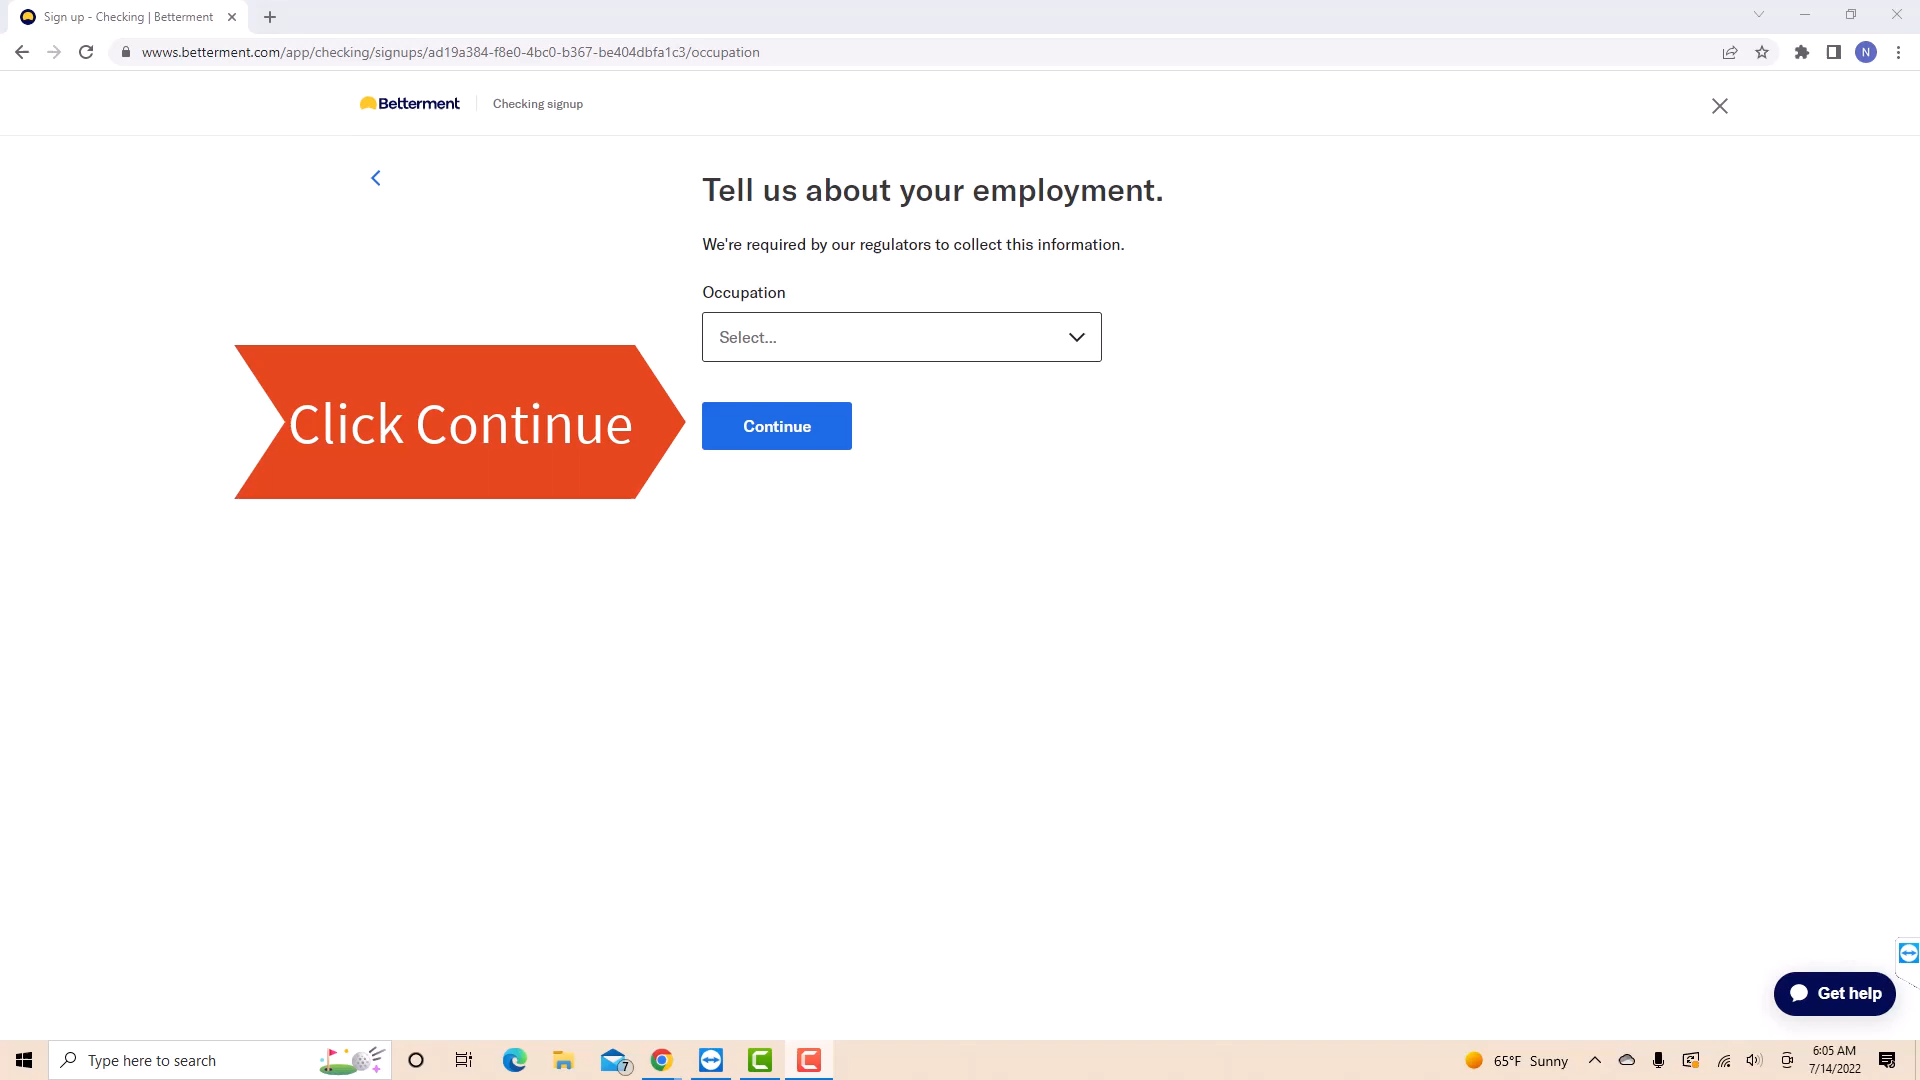 Sign up - Checking | Betterment
wwws.betterment.com/app/checking/signups/ad19a384-f8e0-4bc0-b367-be404dbfa1c3/occupation
N
Betterment
Checking signup
Tell us about your employment.
We're required by our regulators to collect this information.
Occupation
Select...
Click Continue
Continue
Get help
Type here to search
7
65°F Sunny
6:05 AM
7/14/2022